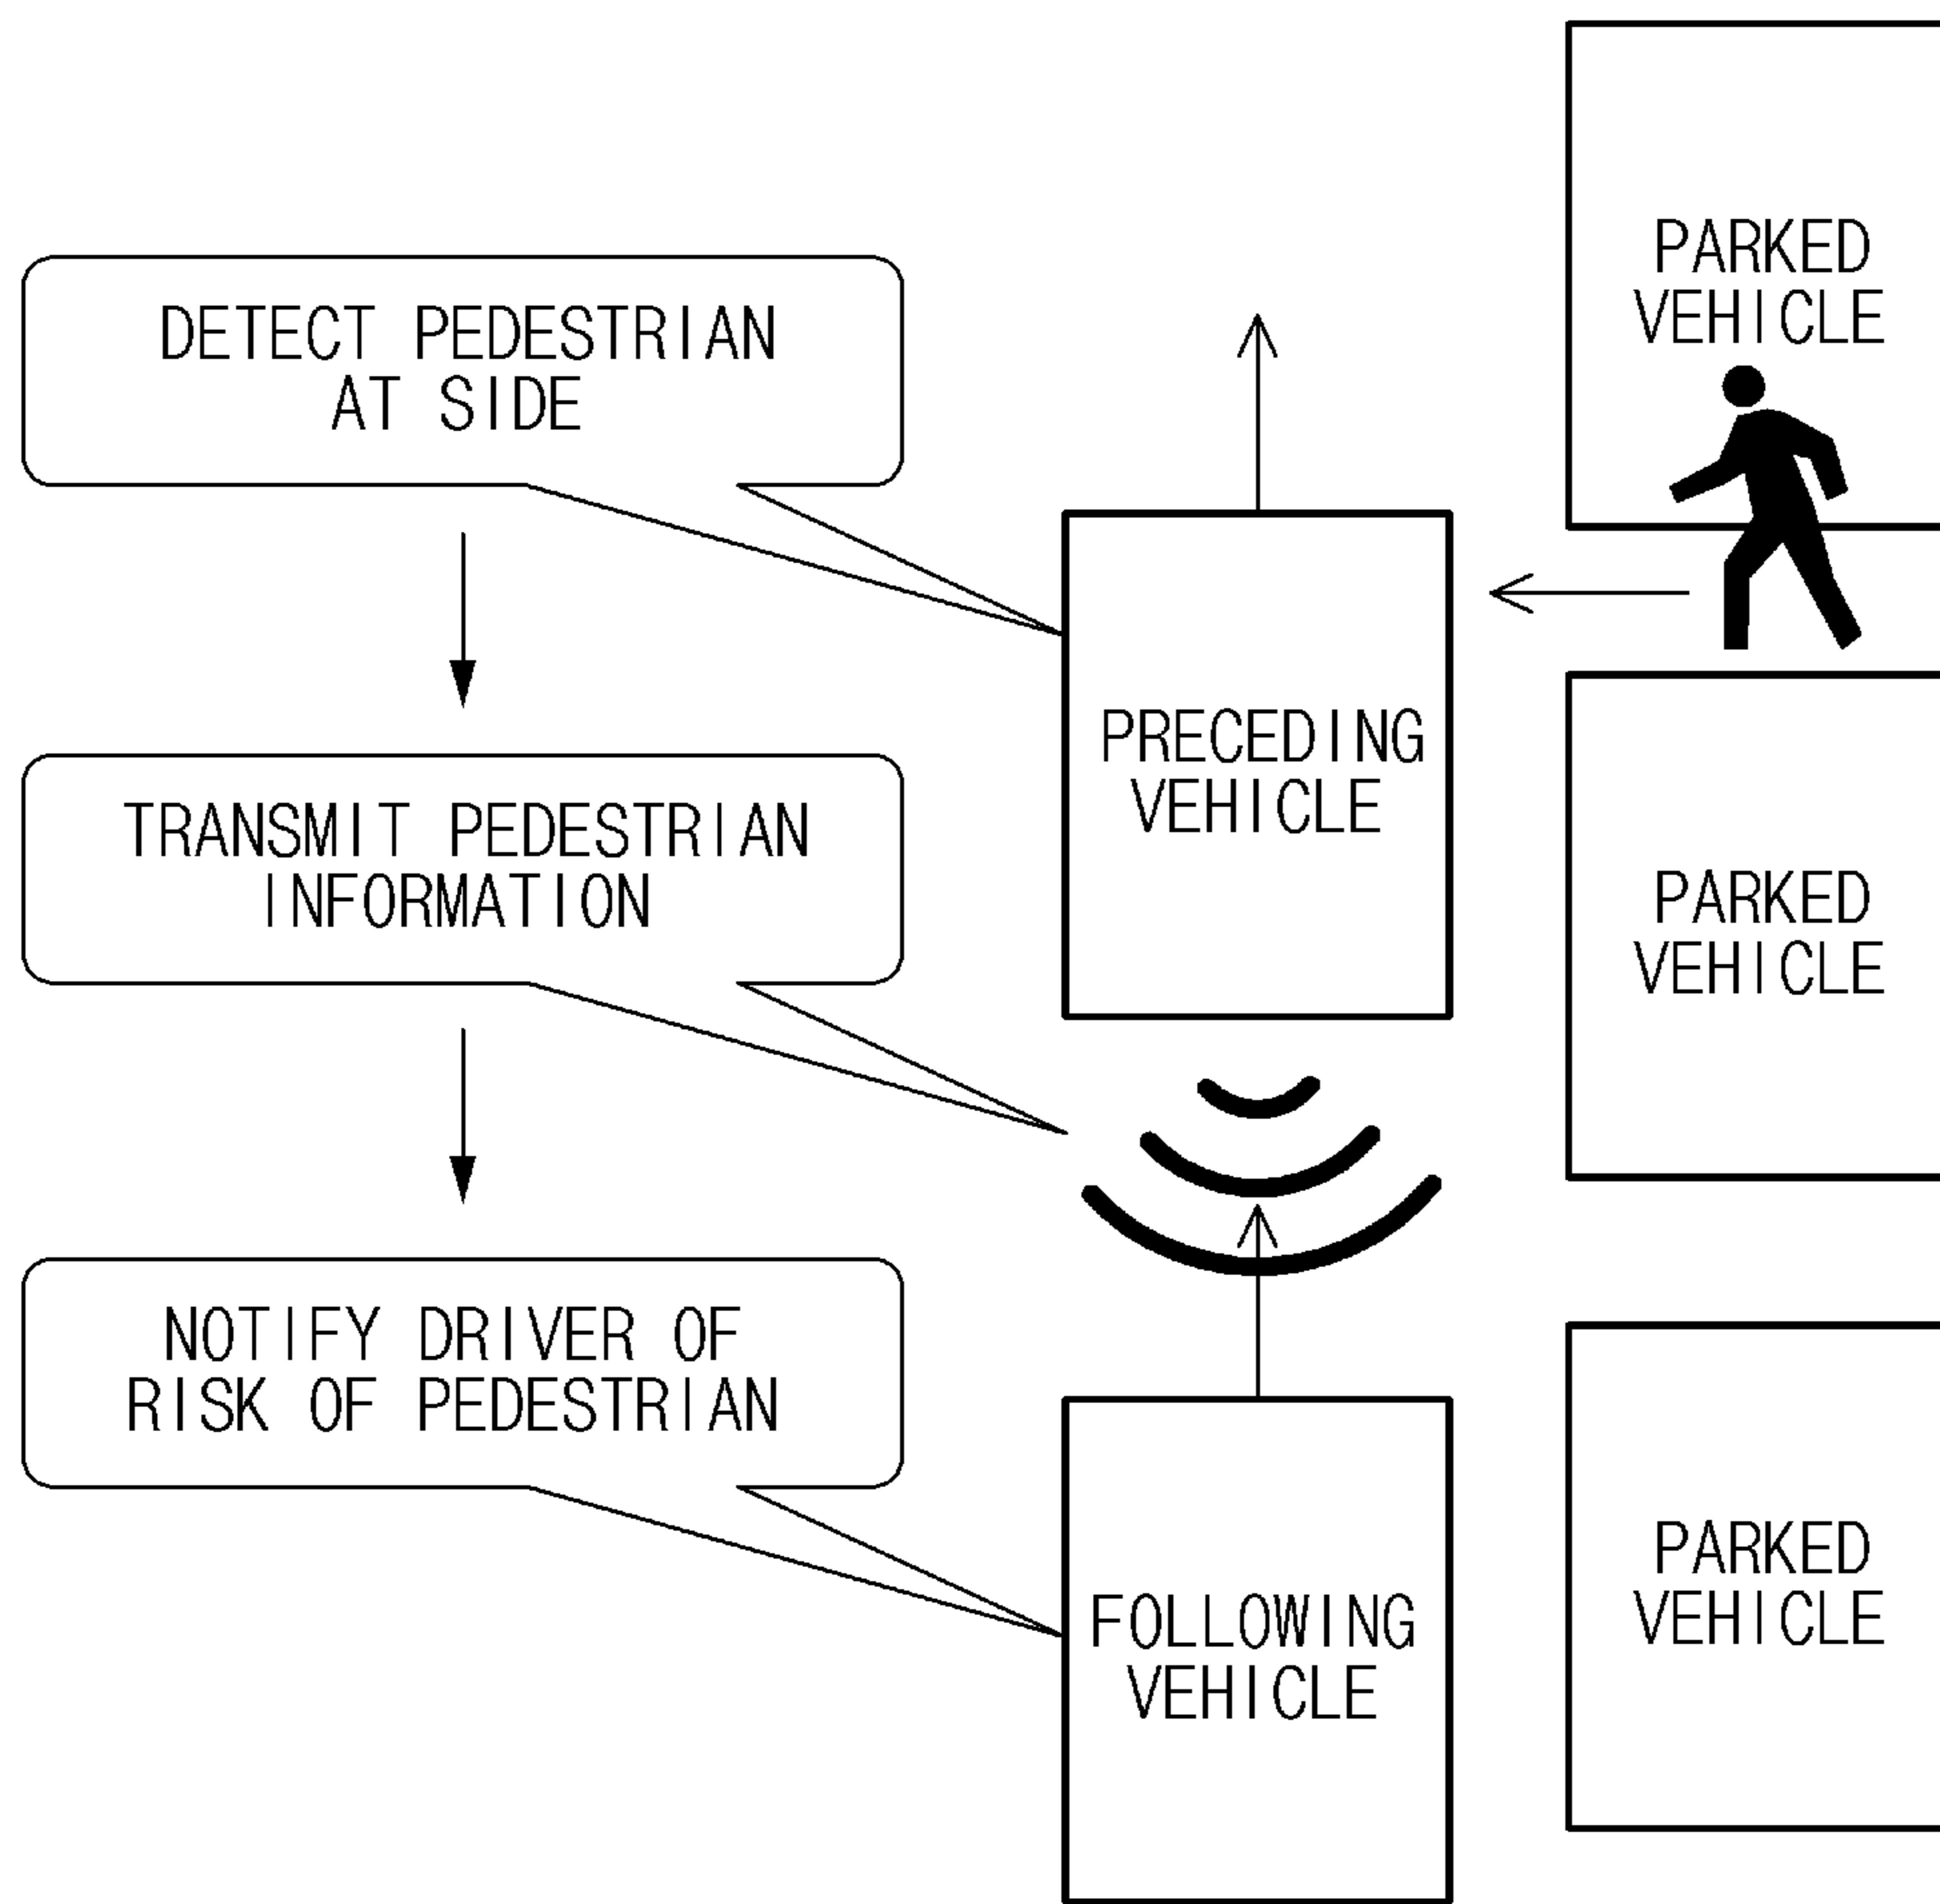 PARKED
VEHICLE
DETECT PEDESTRIAN
AT SIDE
PRECEDING
VEHICLE
TRANSMIT PEDESTRIAN
INFORMATION
PARKED
VEHICLE
NOTIFY DRIVER OF
RISK OF PEDESTRIAN
FOLLOWING
VEHICLE
PARKED
VEHICLE